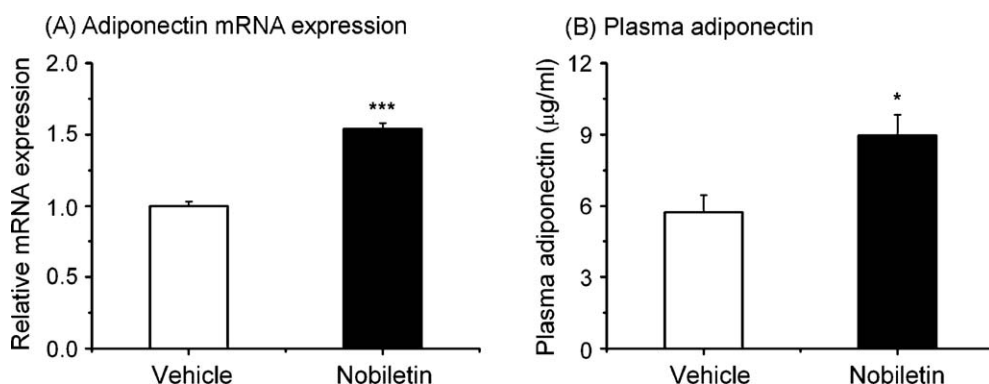 (A) Adiponectin mRNA expression
Relative mRNA expression
2.0
1.5
1.0
0.5
0.0
***
Vehicle
Nobiletin
(B) Plasma adiponectin
Plasma adiponectin (μg/ml)
12
9
6
3
0
*
Vehicle
Nobiletin